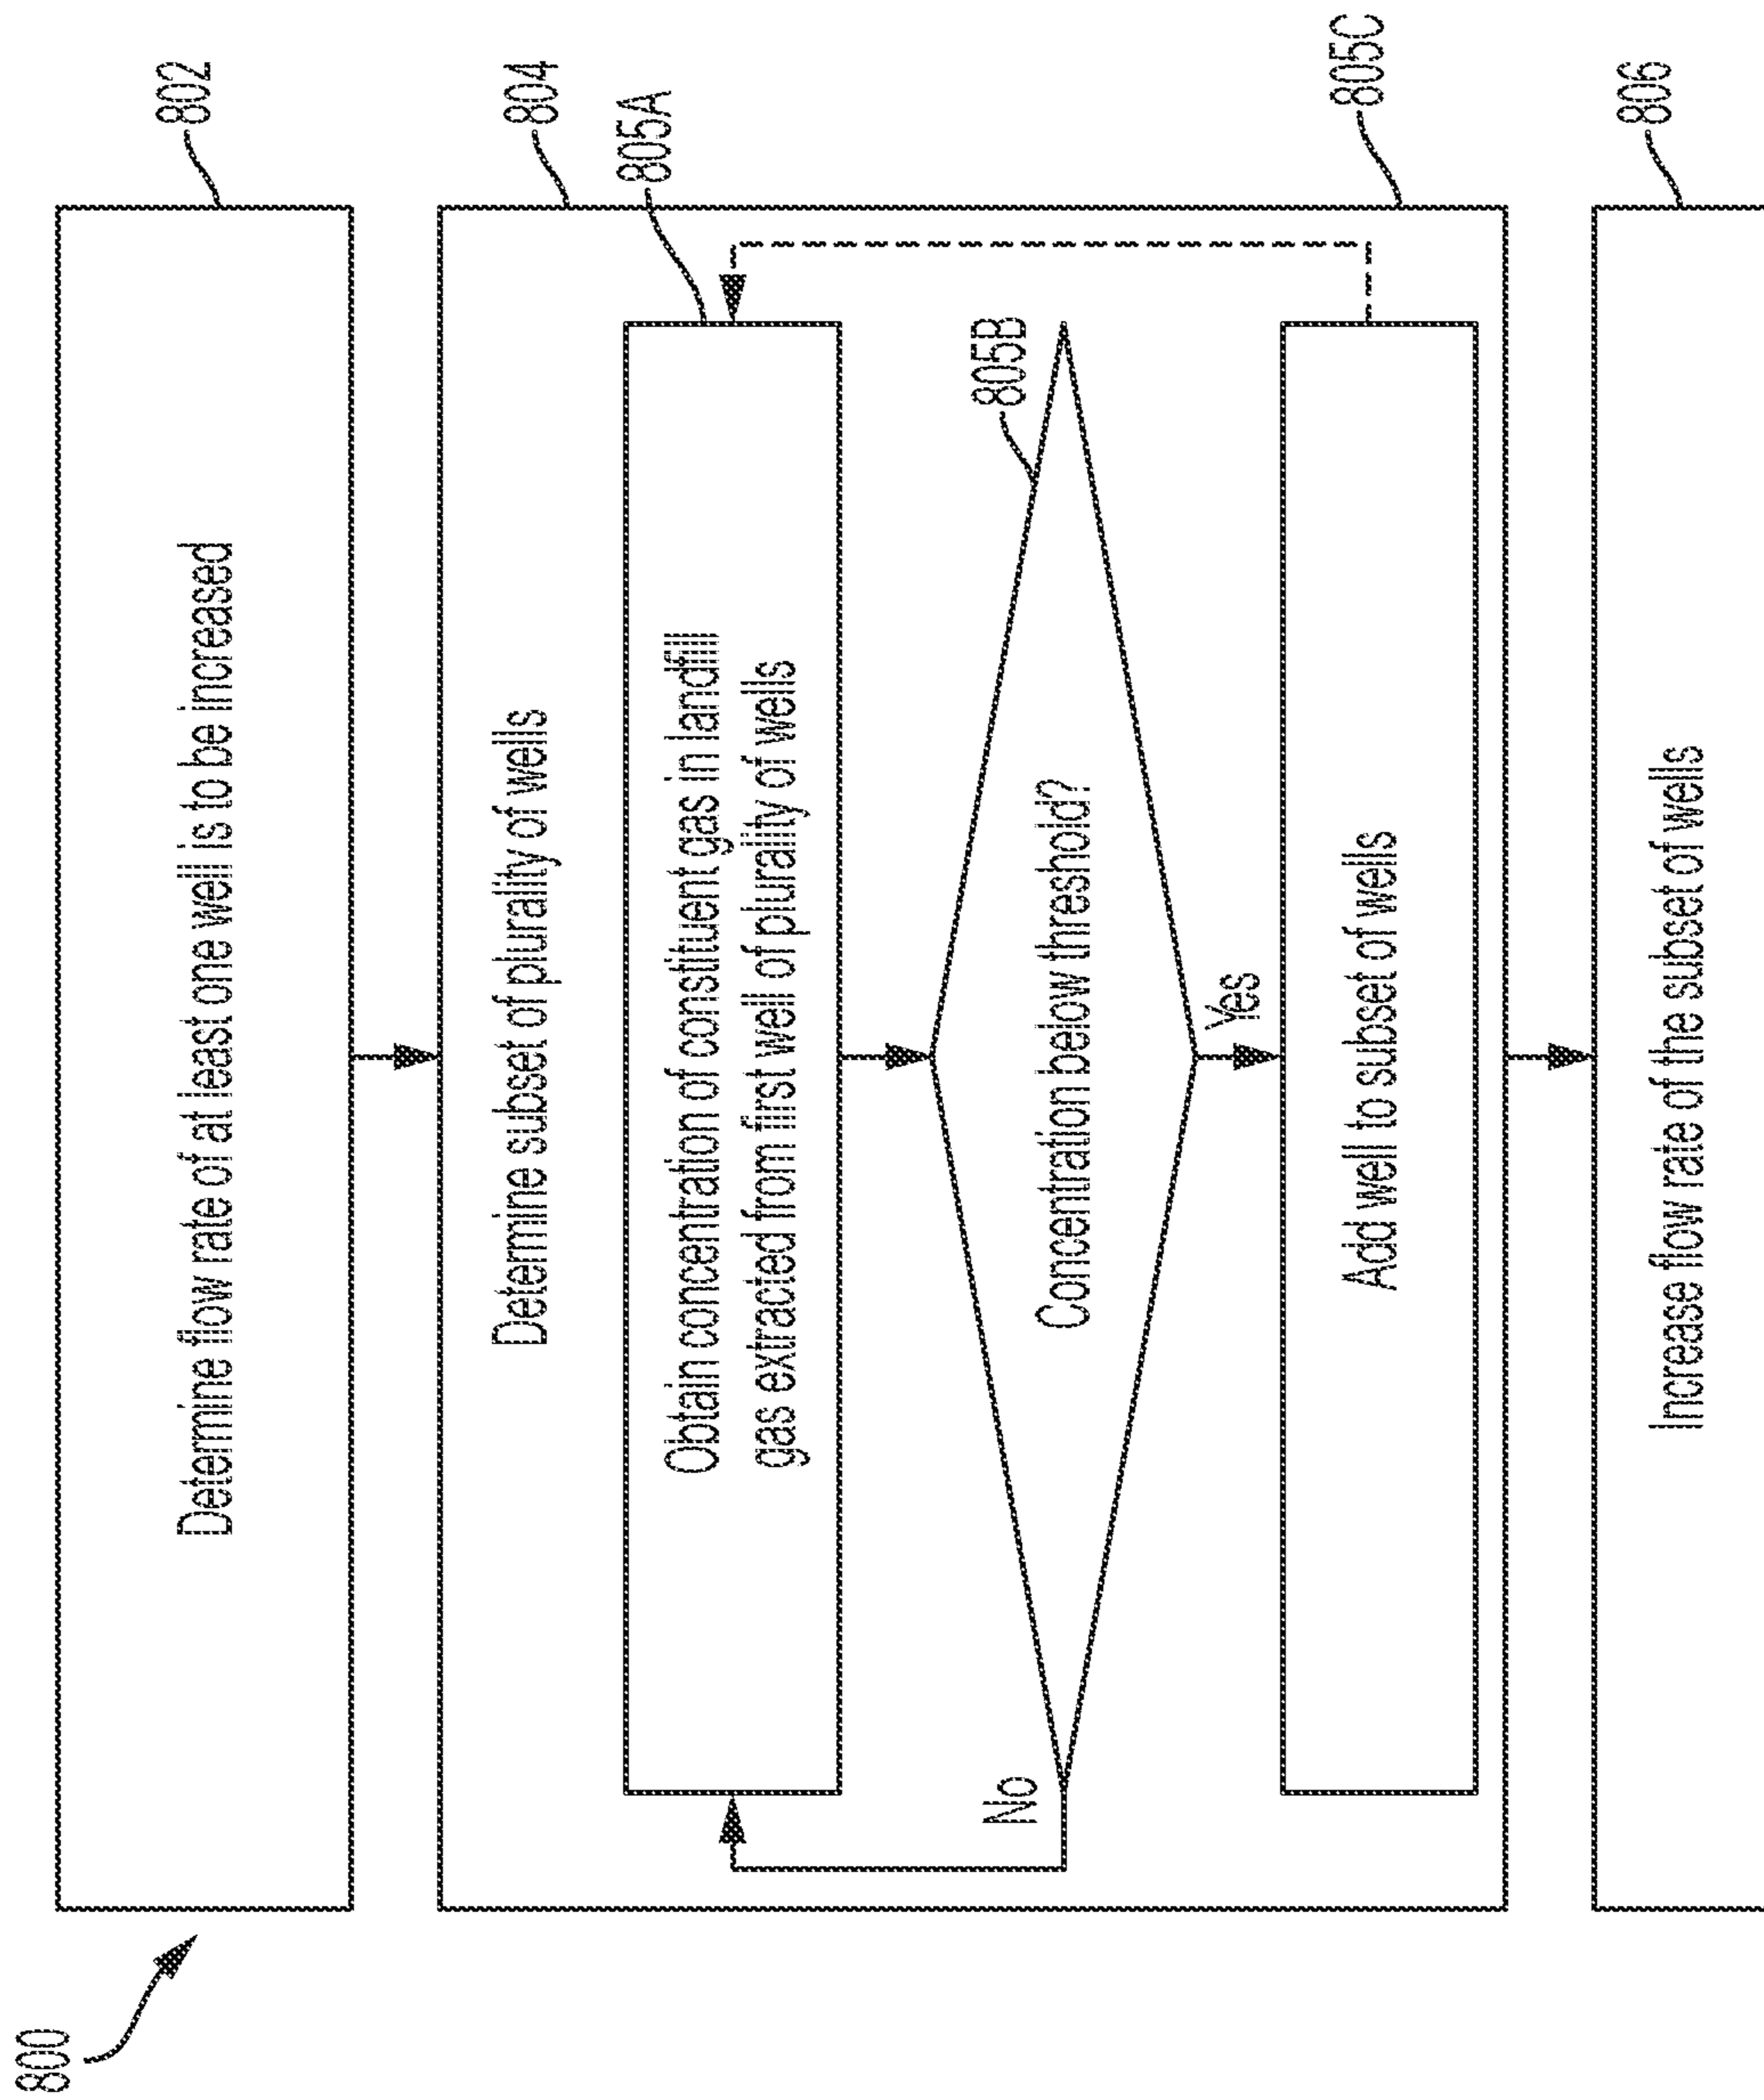 800
802
Determine flow rate of at least one well is to be increased
804
Determine subset of plurality of wells
805A
Obtain concentration of constituent gas in landfill
gas extracted from first well of plurality of wells
805B
Concentration below threshold?
No
Yes
805C
Add well to subset of wells
806
Increase flow rate of the subset of wells